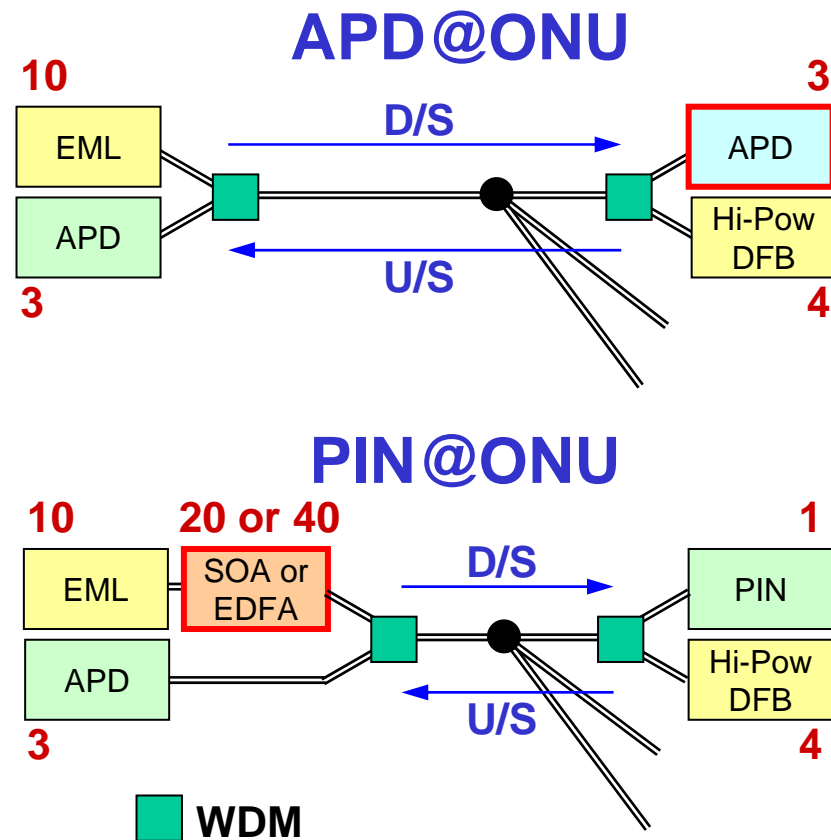 APD@ONU
10
3
EML
D/S
APD
APD
Hi-Pow
DFB
U/S
3
4
PIN@ONU
10
20 or 40
1
EML
SOA or
EDFA
D/S
PIN
APD
Hi-Pow
DFB
U/S
3
4
WDM